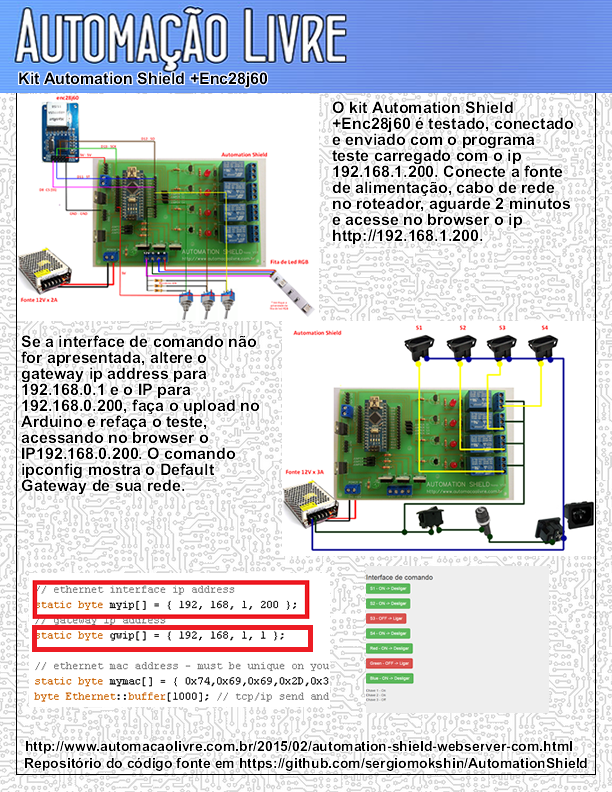 AUTOMAÇÃO LIVRE
Kit Automation Shield +Enc28j60
enc28j60
Automation Shield
AUTOMATION SHIELD
Fita de Led RGB
Fonte 12V x 2A
O kit Automation Shield
+Enc28j60 é testado, conectado
e enviado com o programa
teste carregado com o ip
192.168.1.200. Conecte a fonte
de alimentação, cabo de rede
no roteador, aguarde 2 minutos
e acesse no browser o ip
http://192.168.1.200.
Se a interface de comando não
for apresentada, altere o
gateway ip address para
192.168.0.1 e o IP para
192.168.0.200, faça o upload no
Arduino e refaça o teste,
acessando no browser o
IP192.168.0.200. O comando
ipconfig mostra o Default
Gateway de sua rede.
Automation Shield
S1 S2 S3 S4
Fonte 12V x 3A
AUTOMATION SHIELD
http://www.automacaolivre.com.br
// ethernet interface ip address
static byte myip[] = { 192, 168, 1, 200 };
// gateway ip address
static byte gwip[] = { 192, 168, 1, 1 };
// ethernet mac address - must be unique on you
static byte mymac[] = { 0x74,0x69,0x69,0x2D,0x3
byte Ethernet::buffer[1000]; // tcp/ip send and
Interface de comando
S1 - ON -> Desligar
S2 - ON -> Desligar
S3 - OFF -> Ligar
S4 - ON -> Desligar
Red - ON -> Desligar
Green - OFF -> Ligar
Blue - ON -> Desligar
http://www.automacaolivre.com.br/2015/02/automation-shield-webserver-com.html
Repositório do código fonte em https://github.com/sergiomokshin/AutomationShield